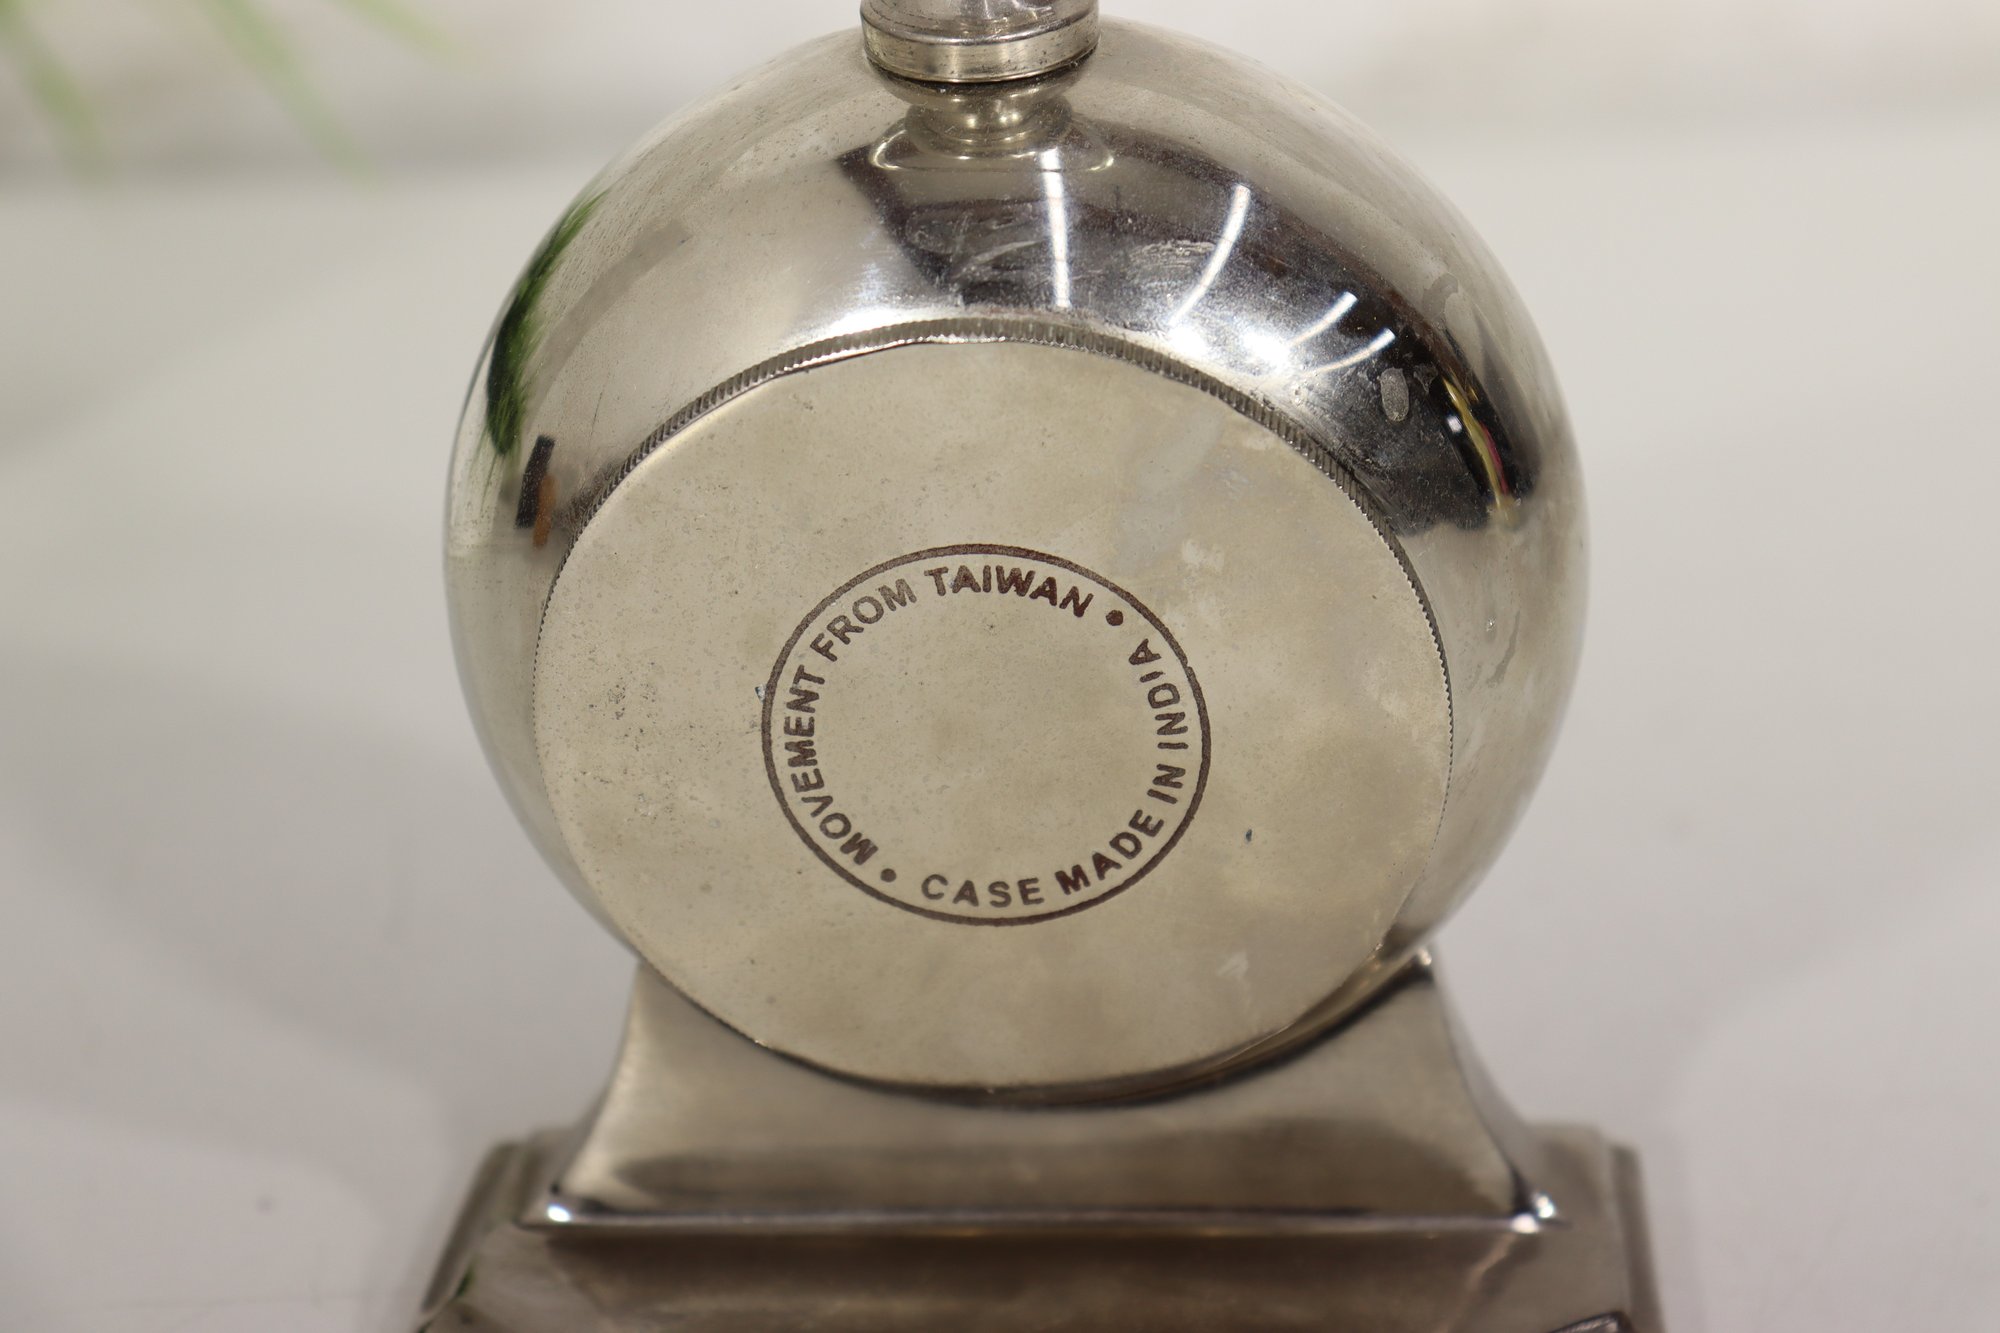 • MOVEMENT FROM TAIWAN •
CASE MADE IN INDIA